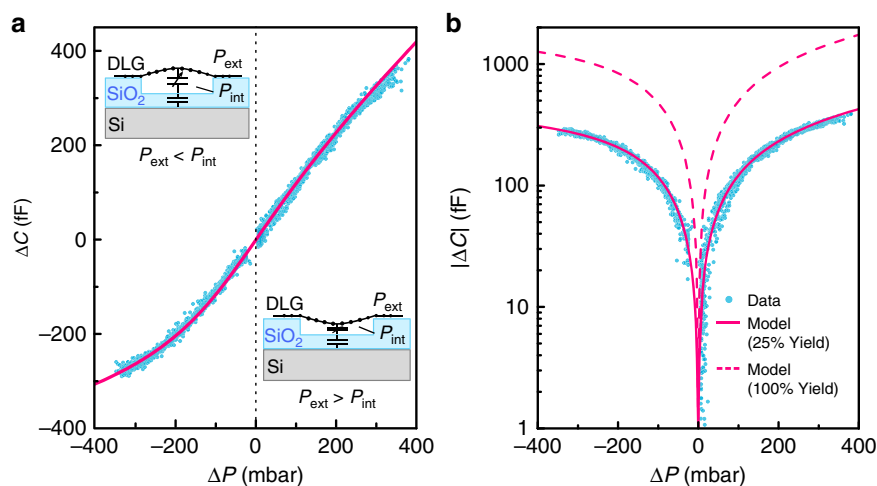 a
400
200
0
−200
−400
ΔC (fF)
DLG
P_ext
SiO₂
P_int
Si
P_ext < P_int
DLG
P_ext
SiO₂
P_int
Si
P_ext > P_int
−400 −200 0 200 400
ΔP (mbar)
b
1000
100
10
1
|ΔC| (fF)
Data
Model
(25% Yield)
Model
(100% Yield)
−400 −200 0 200 400
ΔP (mbar)